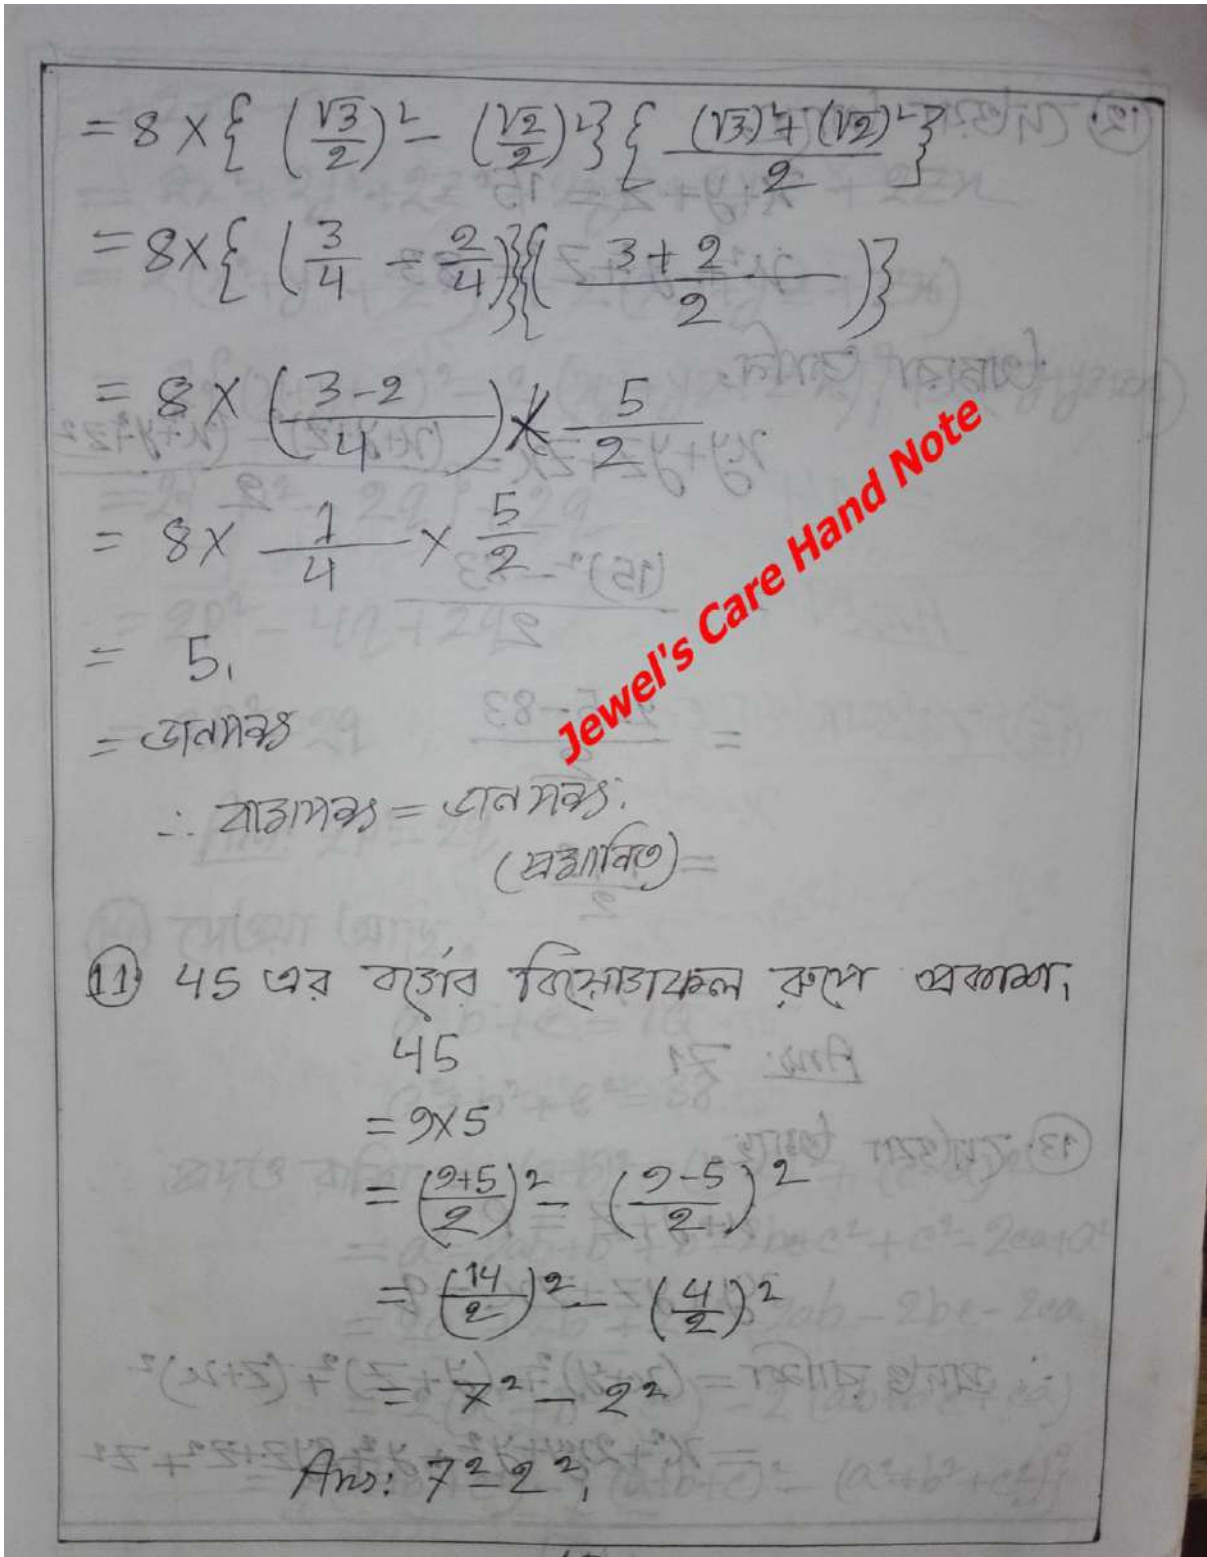 = 8 × { (√3/2)² − (√2/2)² } { ((√3)² + (√2)²)/2 }
= 8 × { (3/4 − 2/4) } { ( (3 + 2)/2 ) }
= 8 × ( (3 − 2)/4 ) × 5/2
= 8 × 1/4 × 5/2
= 5।
= ডানপক্ষ
∴ বামপক্ষ = ডানপক্ষ।
(প্রমাণিত)
11. 45 এর বর্গের বিয়োগফল রুপে প্রকাশ।
45
= 9×5
= ((9+5)/2)² − ((9−5)/2)²
= (14/2)² − (4/2)²
= 7² − 2²
Ans: 7² − 2²।
Jewel's Care Hand Note